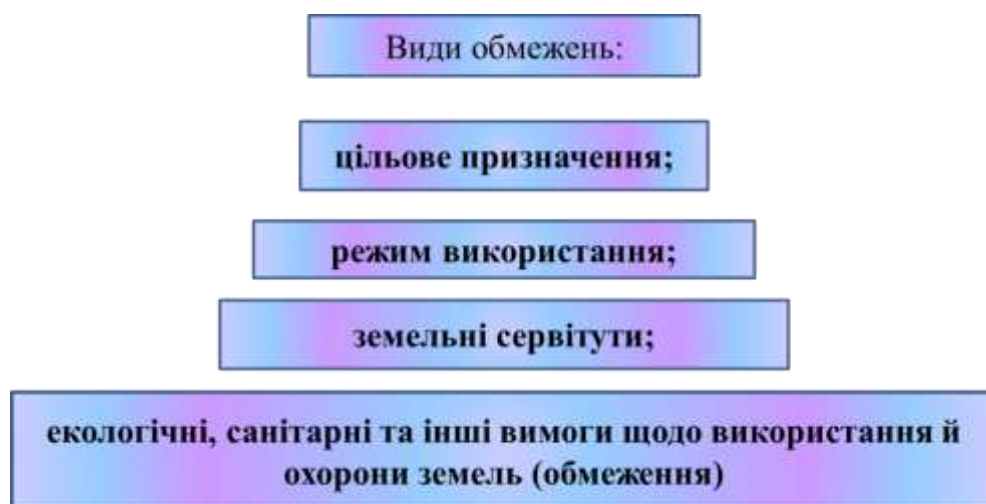 Види обмежень:
цільове призначення;
режим використання;
земельні сервітути;
екологічні, санітарні та інші вимоги щодо використання й
охорони земель (обмеження)